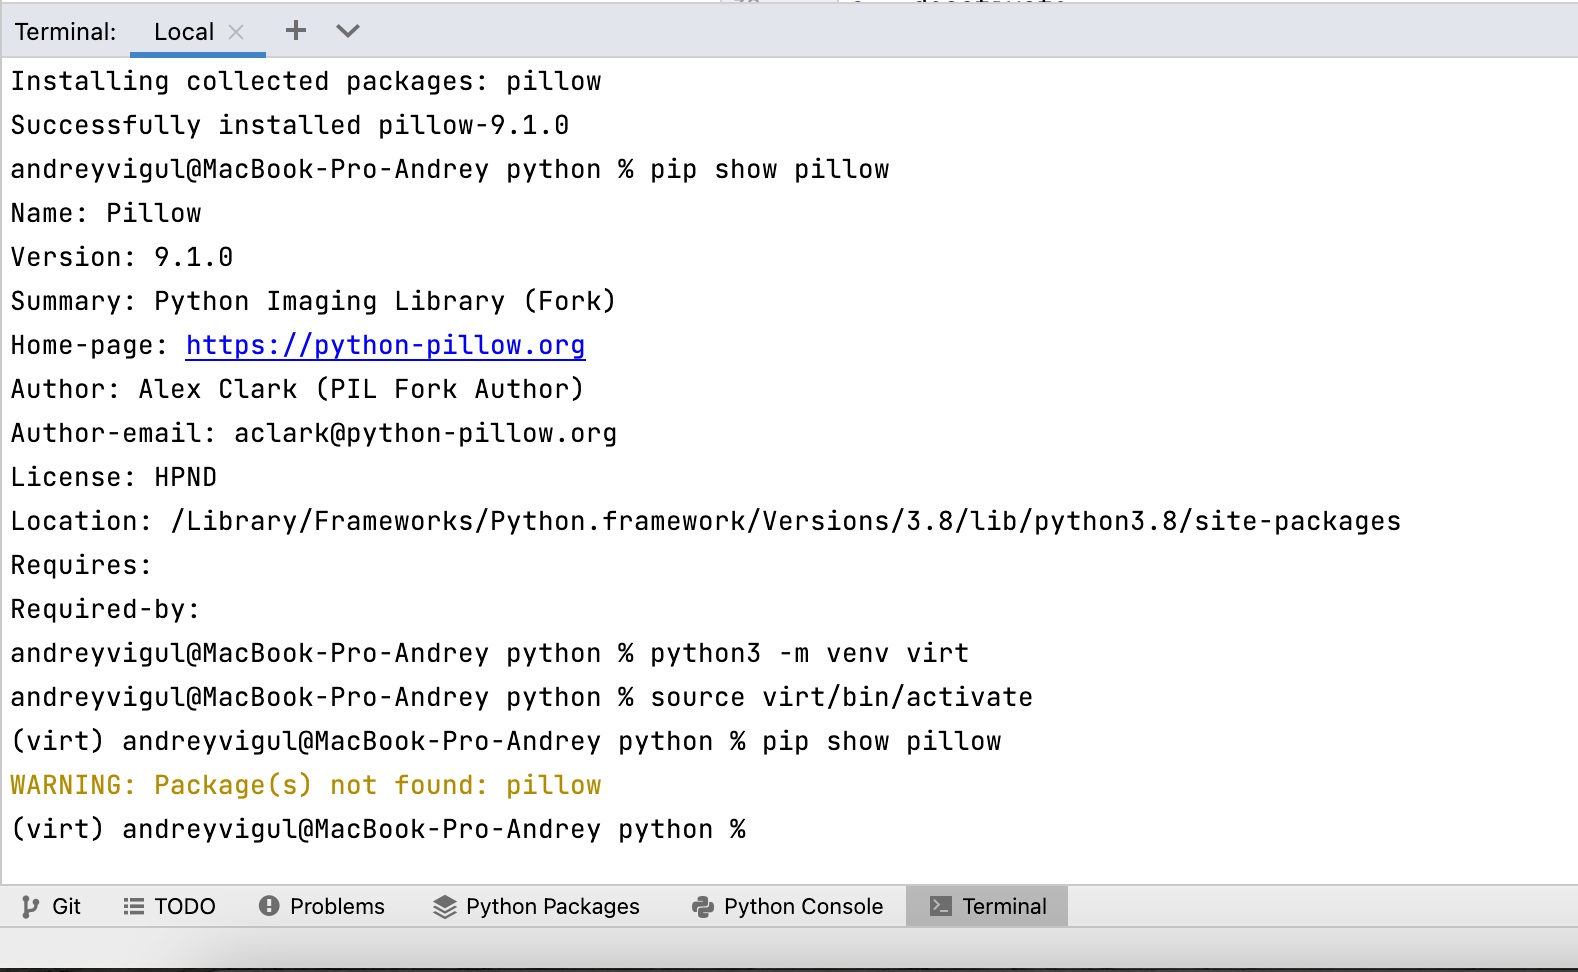 Terminal: Local
Installing collected packages: pillow
Successfully installed pillow-9.1.0
andreyvigul@MacBook-Pro-Andrey python % pip show pillow
Name: Pillow
Version: 9.1.0
Summary: Python Imaging Library (Fork)
Home-page: https://python-pillow.org
Author: Alex Clark (PIL Fork Author)
Author-email: aclark@python-pillow.org
License: HPND
Location: /Library/Frameworks/Python.framework/Versions/3.8/lib/python3.8/site-packages
Requires:
Required-by:
andreyvigul@MacBook-Pro-Andrey python % python3 -m venv virt
andreyvigul@MacBook-Pro-Andrey python % source virt/bin/activate
(virt) andreyvigul@MacBook-Pro-Andrey python % pip show pillow
WARNING: Package(s) not found: pillow
(virt) andreyvigul@MacBook-Pro-Andrey python %
Git TODO Problems Python Packages Python Console Terminal